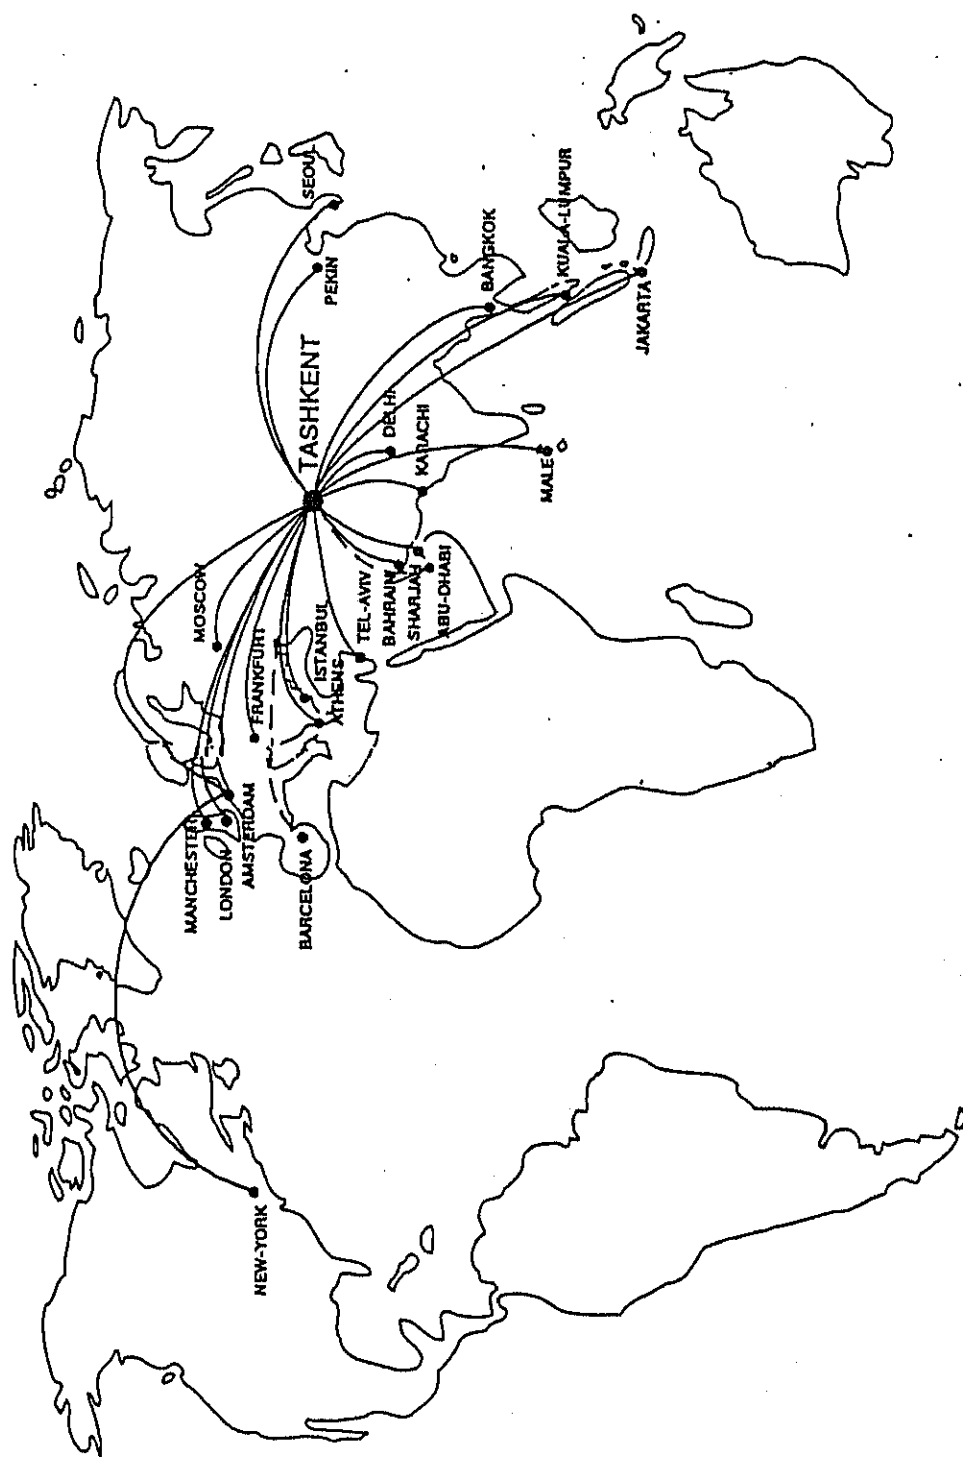 SEOUL
PEKIN
TASHKENT
BANGKOK
KUALA-LUMPUR
JAKARTA
DELHI
KARACHI
MALE
MOSCOW
FRANKFURT
ISTANBUL
ATHENS
TEL-AVIV
BAHRAIN
SHARJAH
ABU-DHABI
MANCHESTER
LONDON
AMSTERDAM
BARCELONA
NEW-YORK